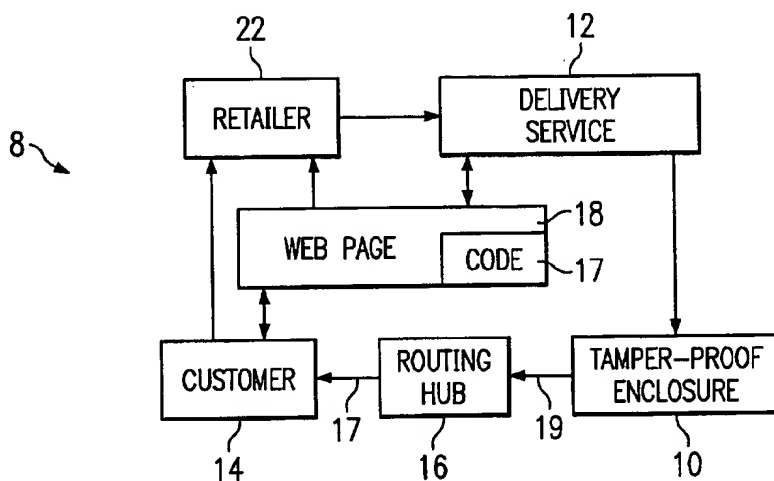 22
12
RETAILER
DELIVERY
SERVICE
8
18
WEB PAGE
CODE
17
CUSTOMER
ROUTING
HUB
TAMPER-PROOF
ENCLOSURE
17
19
14
16
10